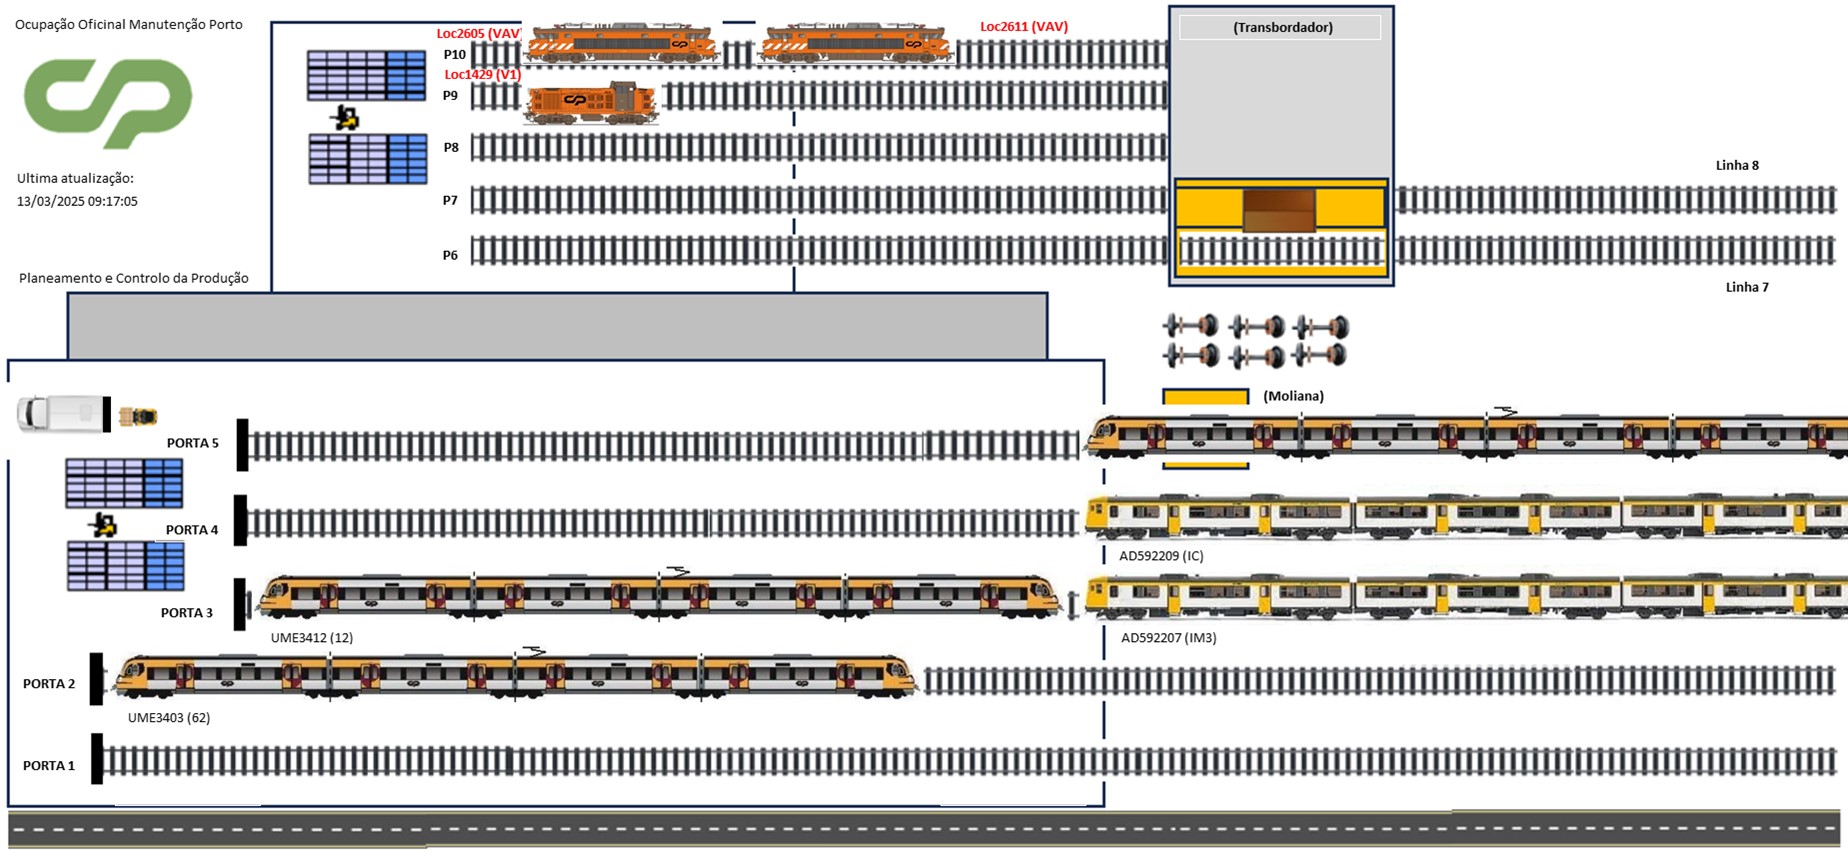 Ocupação Oficinal Manutenção Porto
Ultima atualização:
13/03/2025 09:17:05
Planeamento e Controlo da Produção
Loc2605 (VAV)
Loc2611 (VAV)
P10
Loc1429 (V1)
P9
P8
P7
P6
(Transbordador)
Linha 8
Linha 7
(Moliana)
PORTA 5
PORTA 4
AD592209 (IC)
PORTA 3
UME3412 (12)
AD592207 (IM3)
PORTA 2
UME3403 (62)
PORTA 1